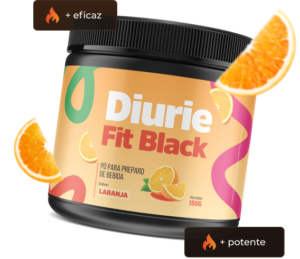 + eficaz
Diurie
Fit Black
PÓ PARA PREPARO
DE BEBIDA
LARANJA
150G
+ potente